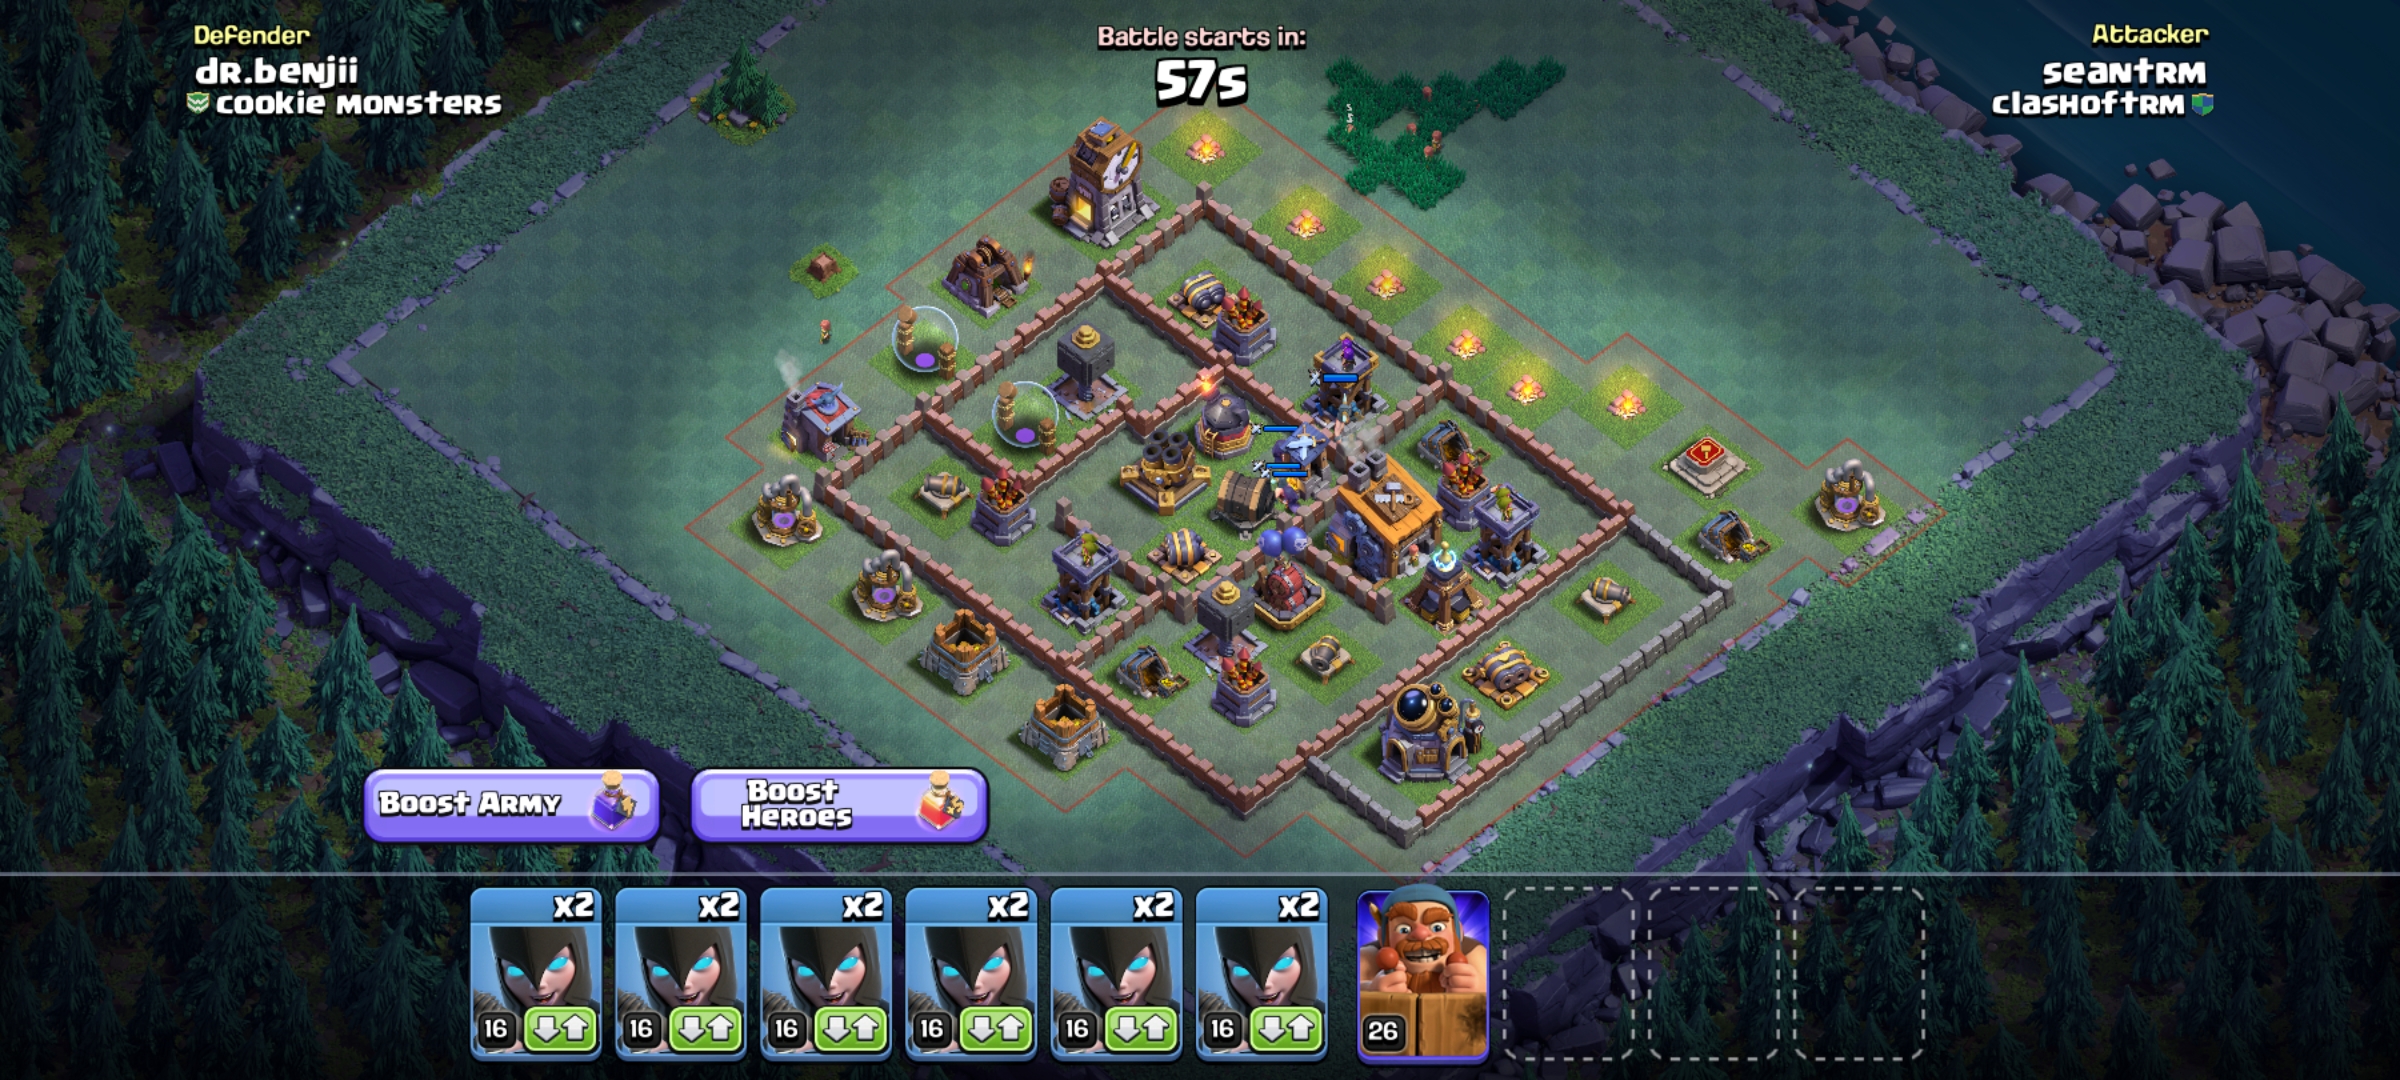 Defender
dR.benjii
cookie monsters
Battle starts in:
57s
Attacker
seantRM
clashoftRM
Boost Army
Boost
Heroes
x2
x2
x2
x2
x2
x2
16
16
16
16
16
16
26